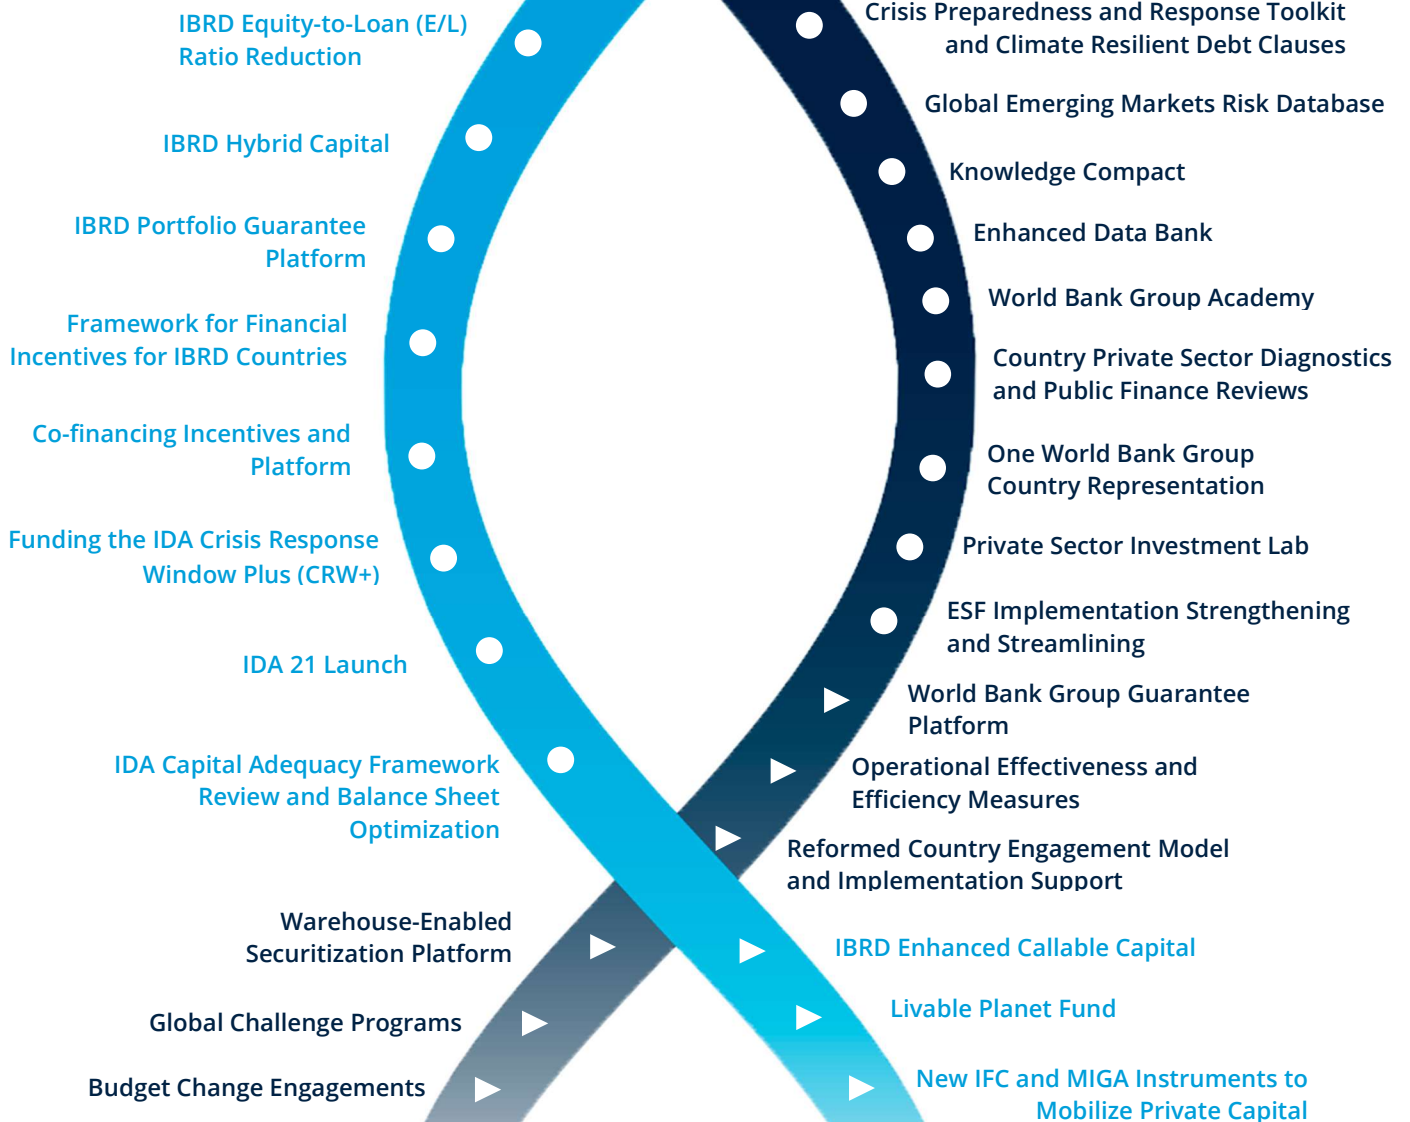 IBRD Equity-to-Loan (E/L)
Ratio Reduction
IBRD Hybrid Capital
IBRD Portfolio Guarantee
Platform
Framework for Financial
Incentives for IBRD Countries
Co-financing Incentives and
Platform
Funding the IDA Crisis Response
Window Plus (CRW+)
IDA 21 Launch
IDA Capital Adequacy Framework
Review and Balance Sheet
Optimization
Warehouse-Enabled
Securitization Platform
Global Challenge Programs
Budget Change Engagements
Crisis Preparedness and Response Toolkit
and Climate Resilient Debt Clauses
Global Emerging Markets Risk Database
Knowledge Compact
Enhanced Data Bank
World Bank Group Academy
Country Private Sector Diagnostics
and Public Finance Reviews
One World Bank Group
Country Representation
Private Sector Investment Lab
ESF Implementation Strengthening
and Streamlining
World Bank Group Guarantee
Platform
Operational Effectiveness and
Efficiency Measures
Reformed Country Engagement Model
and Implementation Support
IBRD Enhanced Callable Capital
Livable Planet Fund
New IFC and MIGA Instruments to
Mobilize Private Capital